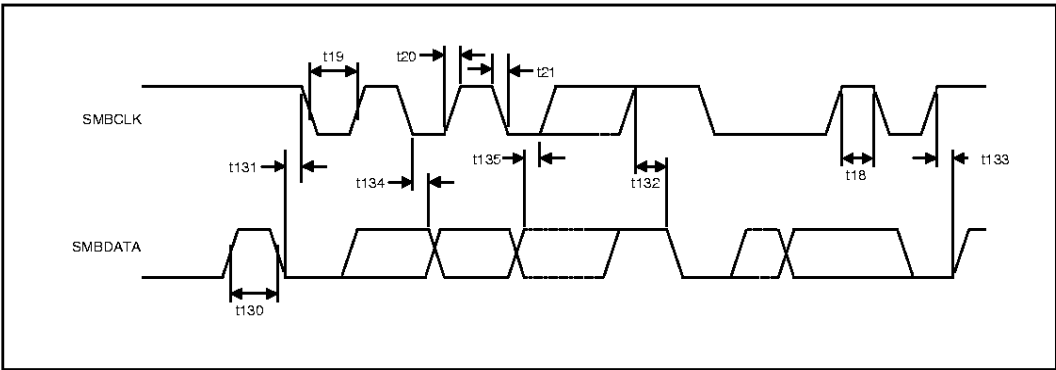 t19
t20
t21
SMBCLK
t131
t134
t135
t132
t18
t133
SMBDATA
t130